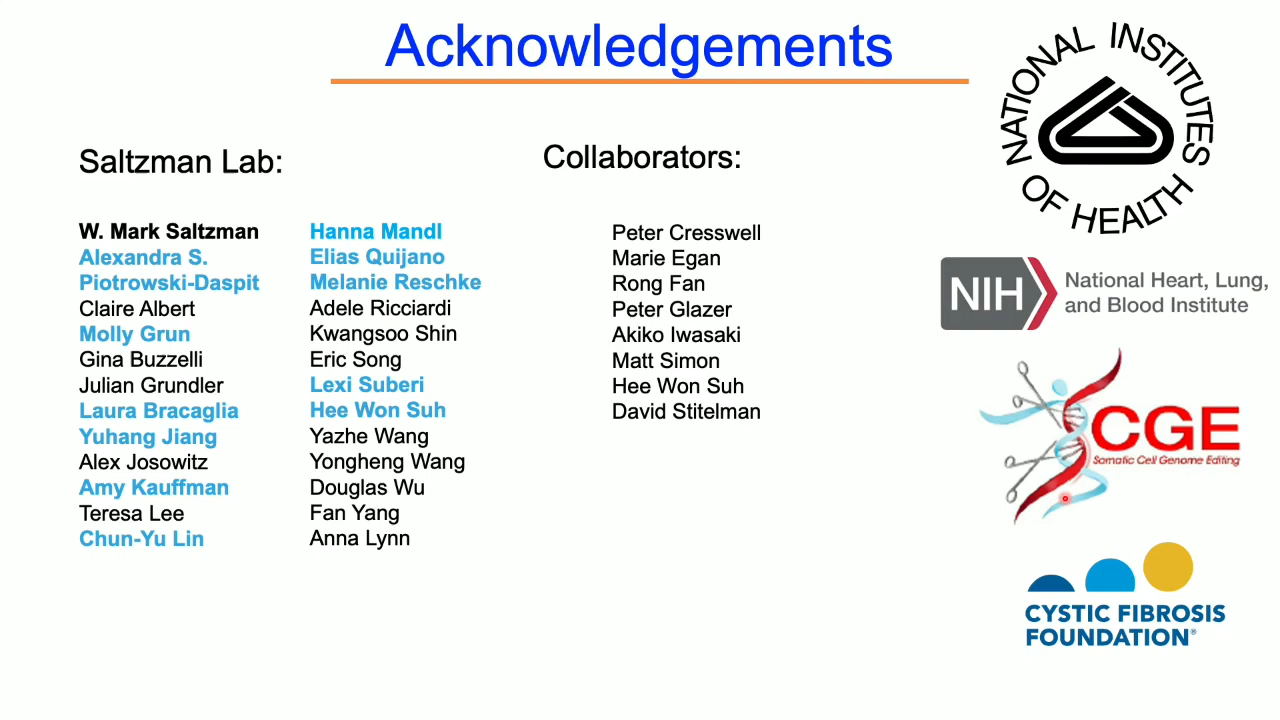 Acknowledgements
Saltzman Lab:
W. Mark Saltzman
Alexandra S.
Piotrowski-Daspit
Claire Albert
Molly Grun
Gina Buzzelli
Julian Grundler
Laura Bracaglia
Yuhang Jiang
Alex Josowitz
Amy Kauffman
Teresa Lee
Chun-Yu Lin
Hanna Mandl
Elias Quijano
Melanie Reschke
Adele Ricciardi
Kwangsoo Shin
Eric Song
Lexi Suberi
Hee Won Suh
Yazhe Wang
Yongheng Wang
Douglas Wu
Fan Yang
Anna Lynn
Collaborators:
Peter Cresswell
Marie Egan
Rong Fan
Peter Glazer
Akiko Iwasaki
Matt Simon
Hee Won Suh
David Stitelman
NATIONAL INSTITUTES
OF HEALTH
NIH
National Heart, Lung,
and Blood Institute
CGE
Somatic Cell Genome Editing
CYSTIC FIBROSIS
FOUNDATION®